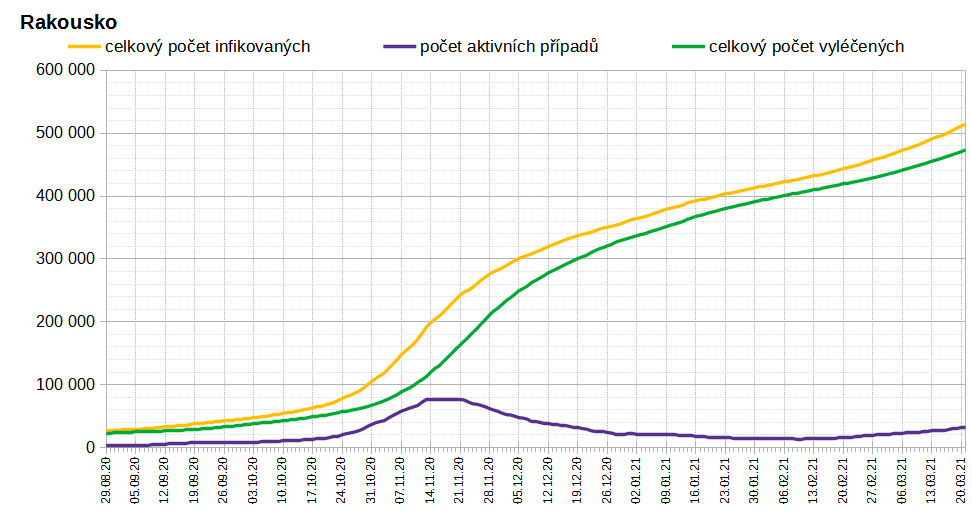 Rakousko
celkový počet infikovaných počet aktivních případů celkový počet vyléčených
600 000
500 000
400 000
300 000
200 000
100 000
0
29.08.20 05.09.20 12.09.20 19.09.20 26.09.20 03.10.20 10.10.20 17.10.20 24.10.20 31.10.20 07.11.20 14.11.20 21.11.20 28.11.20 05.12.20 12.12.20 19.12.20 26.12.20 02.01.21 09.01.21 16.01.21 23.01.21 30.01.21 06.02.21 13.02.21 20.02.21 27.02.21 06.03.21 13.03.21 20.03.21